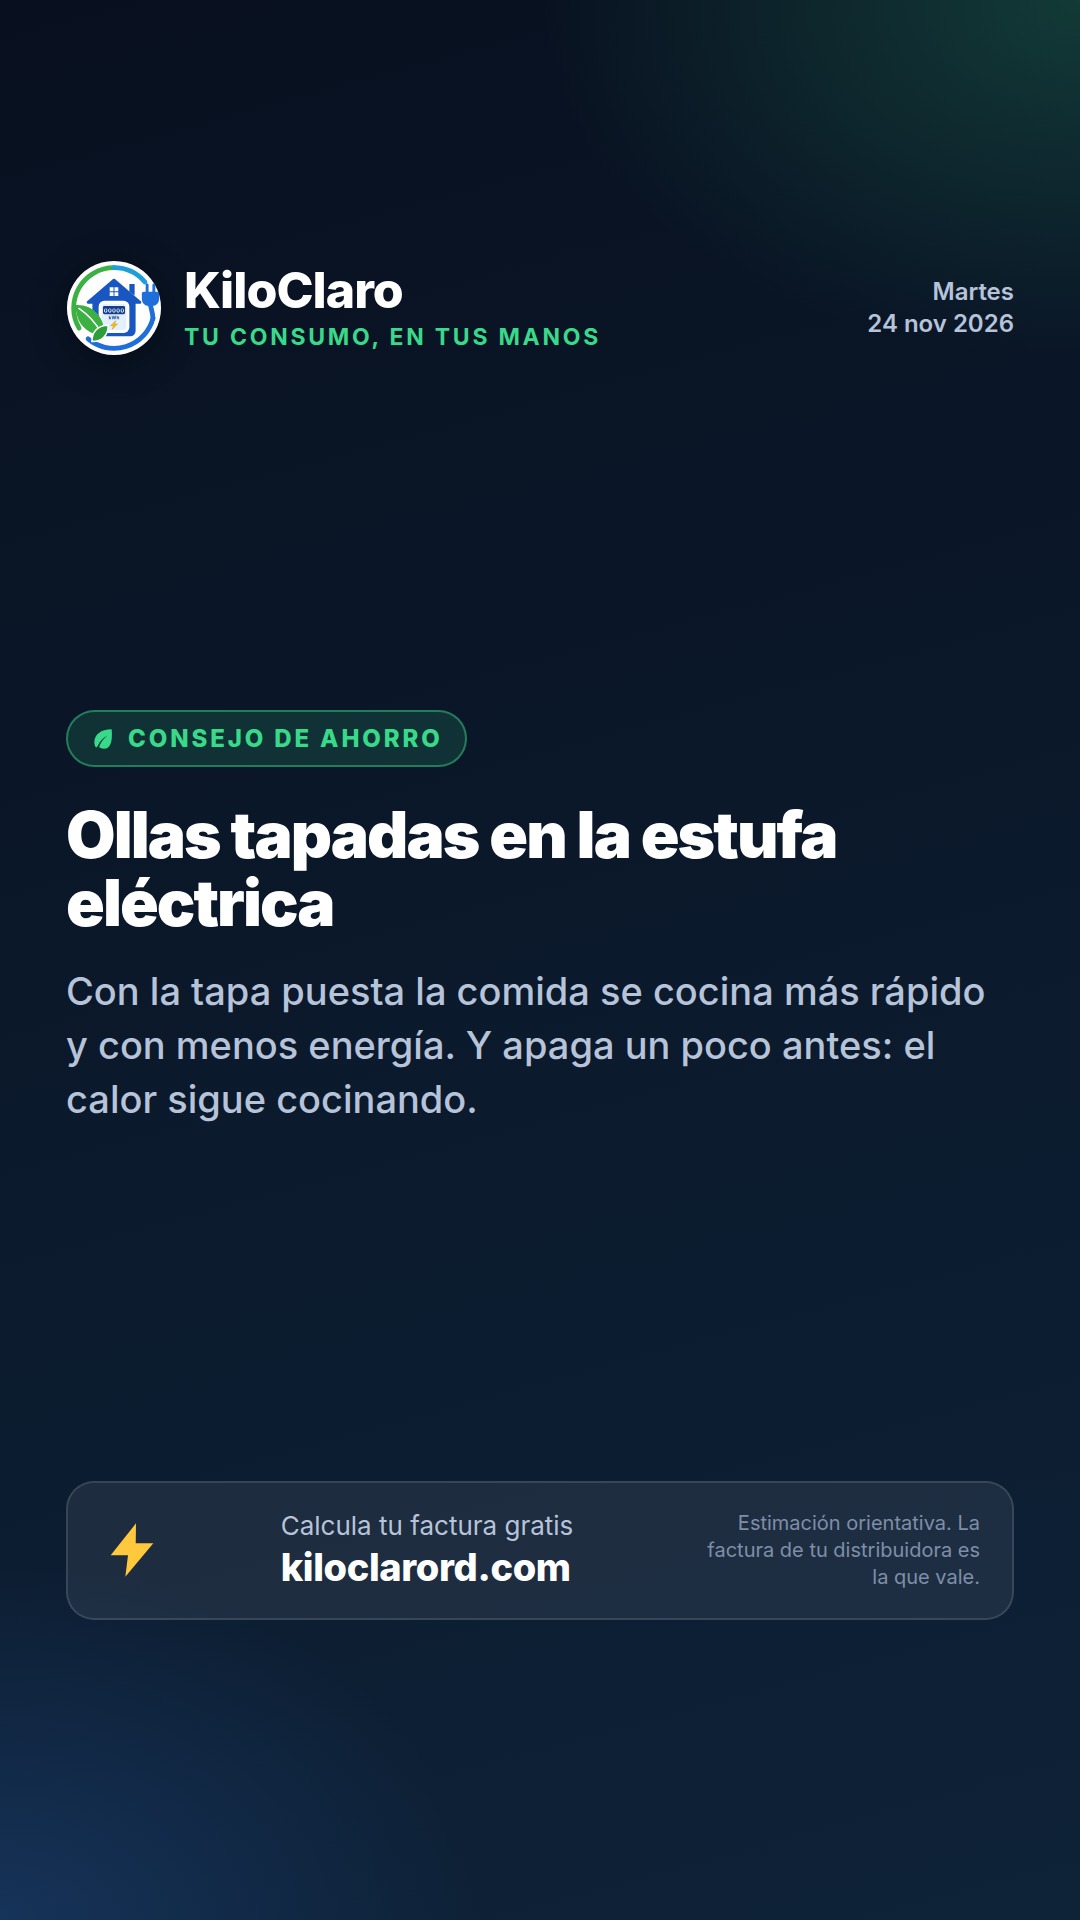 KiloClaro
TU CONSUMO, EN TUS MANOS
Martes
24 nov 2026
CONSEJO DE AHORRO
Ollas tapadas en la estufa
eléctrica
Con la tapa puesta la comida se cocina más rápido
y con menos energía. Y apaga un poco antes: el
calor sigue cocinando.
Calcula tu factura gratis
kiloclarord.com
Estimación orientativa. La
factura de tu distribuidora es
la que vale.